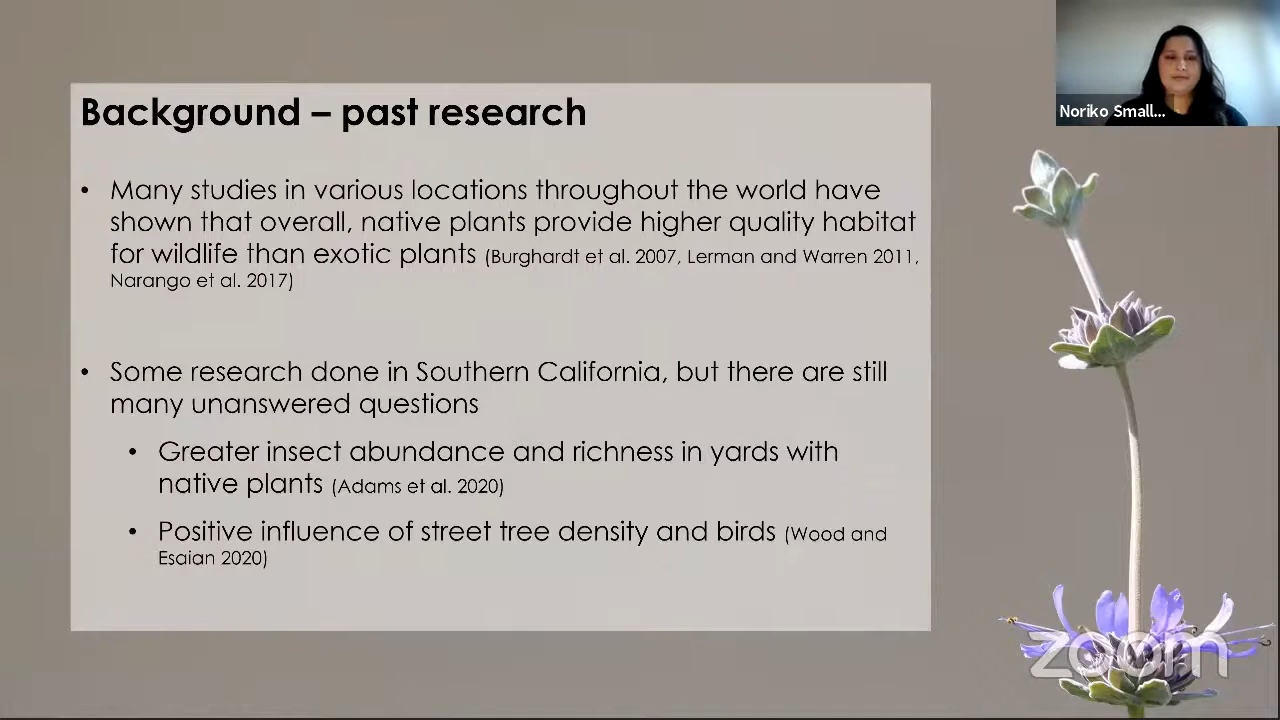 Background – past research
• Many studies in various locations throughout the world have
shown that overall, native plants provide higher quality habitat
for wildlife than exotic plants (Burghardt et al. 2007, Lerman and Warren 2011,
Narango et al. 2017)
• Some research done in Southern California, but there are still
many unanswered questions
• Greater insect abundance and richness in yards with
native plants (Adams et al. 2020)
• Positive influence of street tree density and birds (Wood and
Esaian 2020)
Noriko Small...
zoom